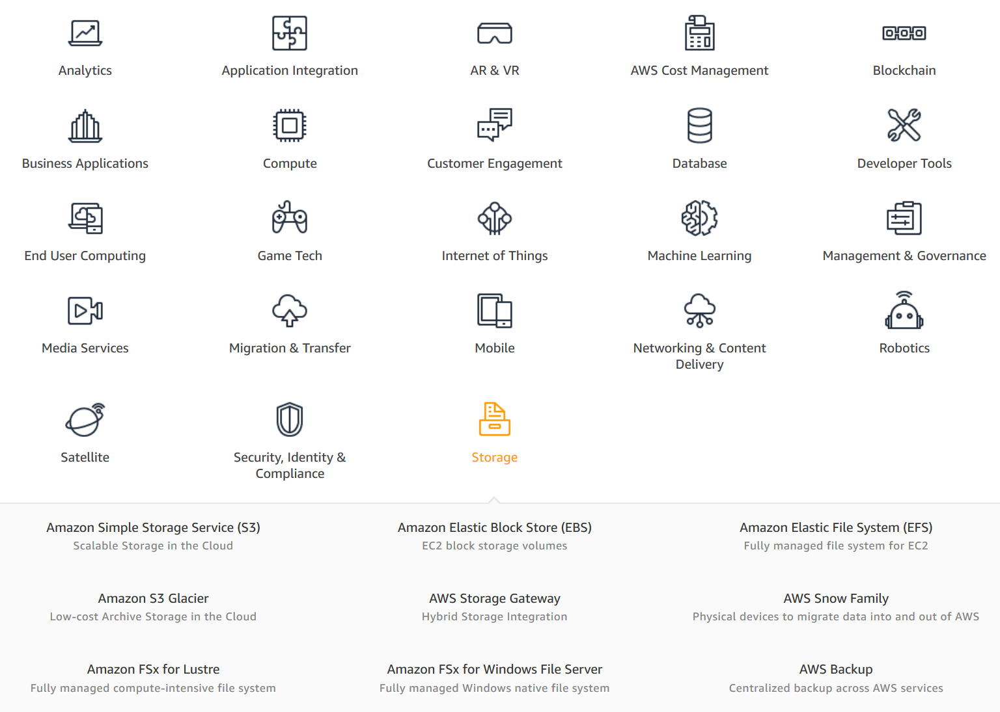 Analytics
Application Integration
AR & VR
AWS Cost Management
Blockchain
Business Applications
Compute
Customer Engagement
Database
Developer Tools
End User Computing
Game Tech
Internet of Things
Machine Learning
Management & Governance
Media Services
Migration & Transfer
Mobile
Networking & Content
Delivery
Robotics
Satellite
Security, Identity &
Compliance
Storage
Amazon Simple Storage Service (S3)
Scalable Storage in the Cloud
Amazon Elastic Block Store (EBS)
EC2 block storage volumes
Amazon Elastic File System (EFS)
Fully managed file system for EC2
Amazon S3 Glacier
Low-cost Archive Storage in the Cloud
AWS Storage Gateway
Hybrid Storage Integration
AWS Snow Family
Physical devices to migrate data into and out of AWS
Amazon FSx for Lustre
Fully managed compute-intensive file system
Amazon FSx for Windows File Server
Fully managed Windows native file system
AWS Backup
Centralized backup across AWS services